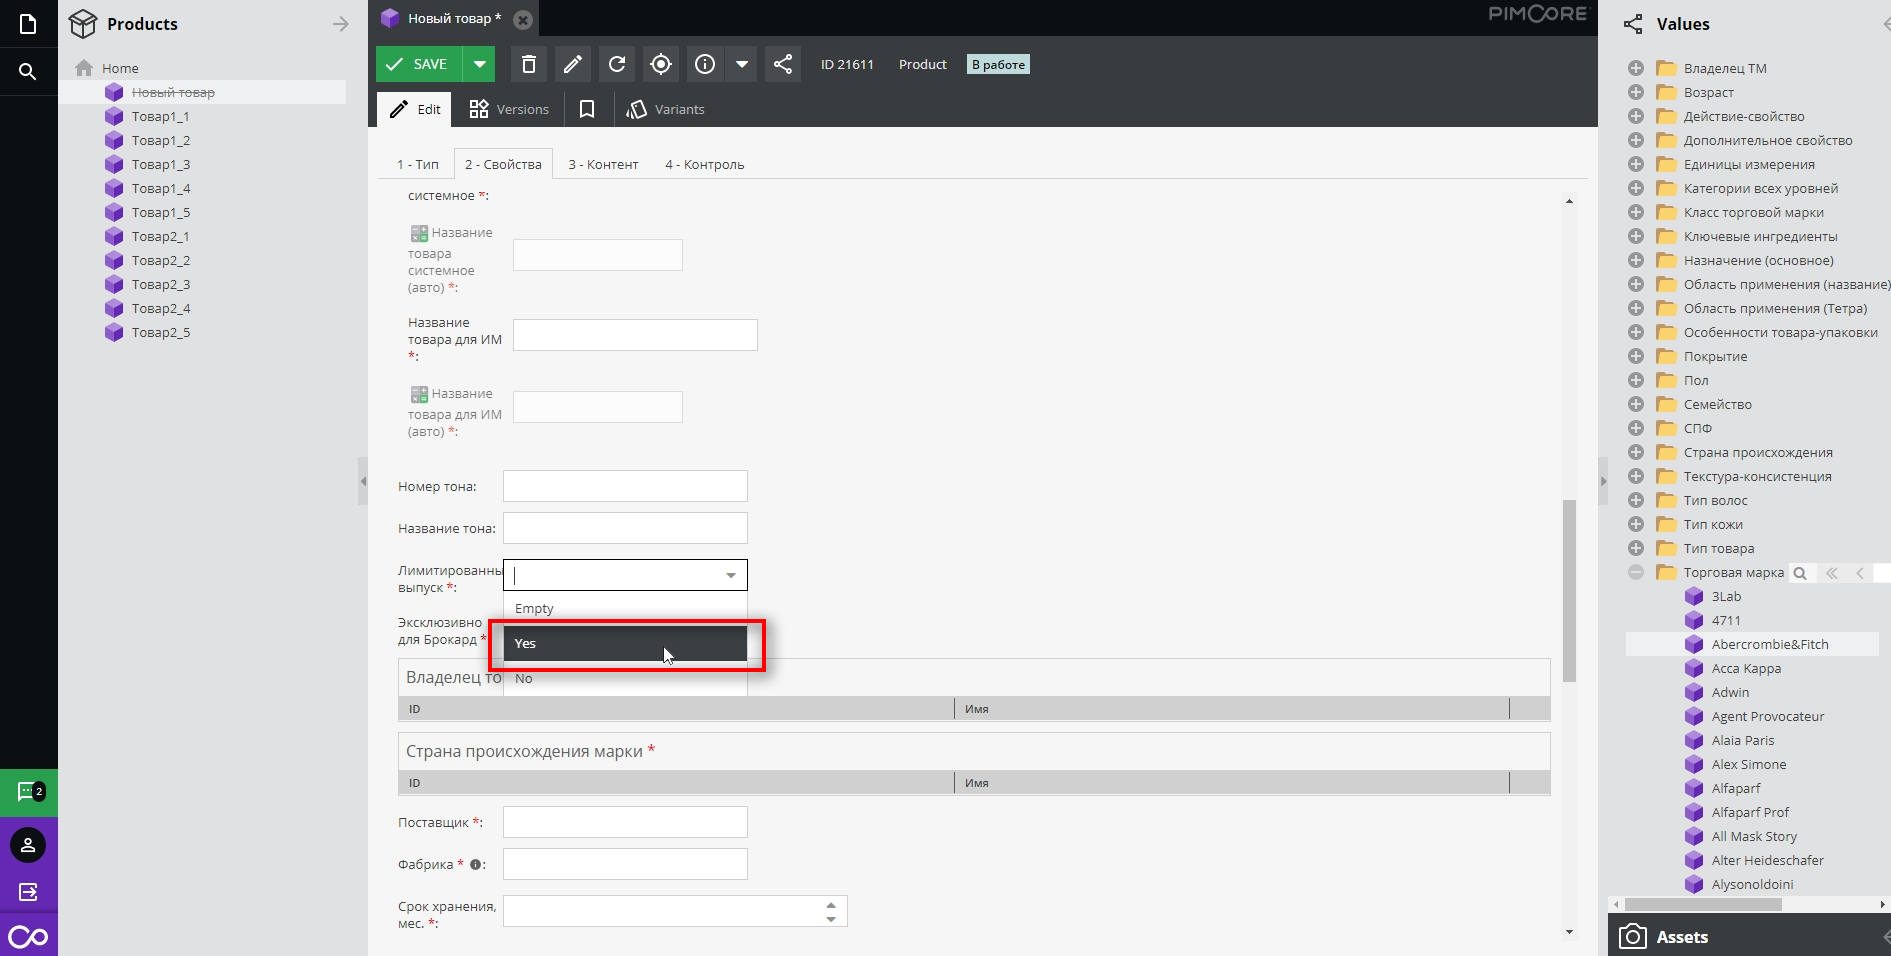 Products
Home
Новый товар
Товар1_1
Товар1_2
Товар1_3
Товар1_4
Товар1_5
Товар2_1
Товар2_2
Товар2_3
Товар2_4
Товар2_5
2
Новый товар *
PIMCORE
SAVE
ID 21611
Product
В работе
Edit
Versions
Variants
1 - Тип
2 - Свойства
3 - Контент
4 - Контроль
системное *:
Название
товара
системное
(авто) *:
Название
товара для ИМ
*:
Название
товара для ИМ
(авто) *:
Номер тона:
Название тона:
Лимитированны
выпуск *:
Empty
Эксклюзивно
для Брокард *
Yes
Владелец то
No
ID
Имя
Страна происхождения марки *
ID
Имя
Поставщик *:
Фабрика * :
Срок хранения,
мес. *:
Values
Владелец ТМ
Возраст
Действие-свойство
Дополнительное свойство
Единицы измерения
Категории всех уровней
Класс торговой марки
Ключевые ингредиенты
Назначение (основное)
Область применения (название)
Область применения (Тетра)
Особенности товара-упаковки
Покрытие
Пол
Семейство
СПФ
Страна происхождения
Текстура-консистенция
Тип волос
Тип кожи
Тип товара
Торговая марка
3Lab
4711
Abercrombie&Fitch
Acca Kappa
Adwin
Agent Provocateur
Alaia Paris
Alex Simone
Alfaparf
Alfaparf Prof
All Mask Story
Alter Heideschafer
Alysonoldoini
Assets